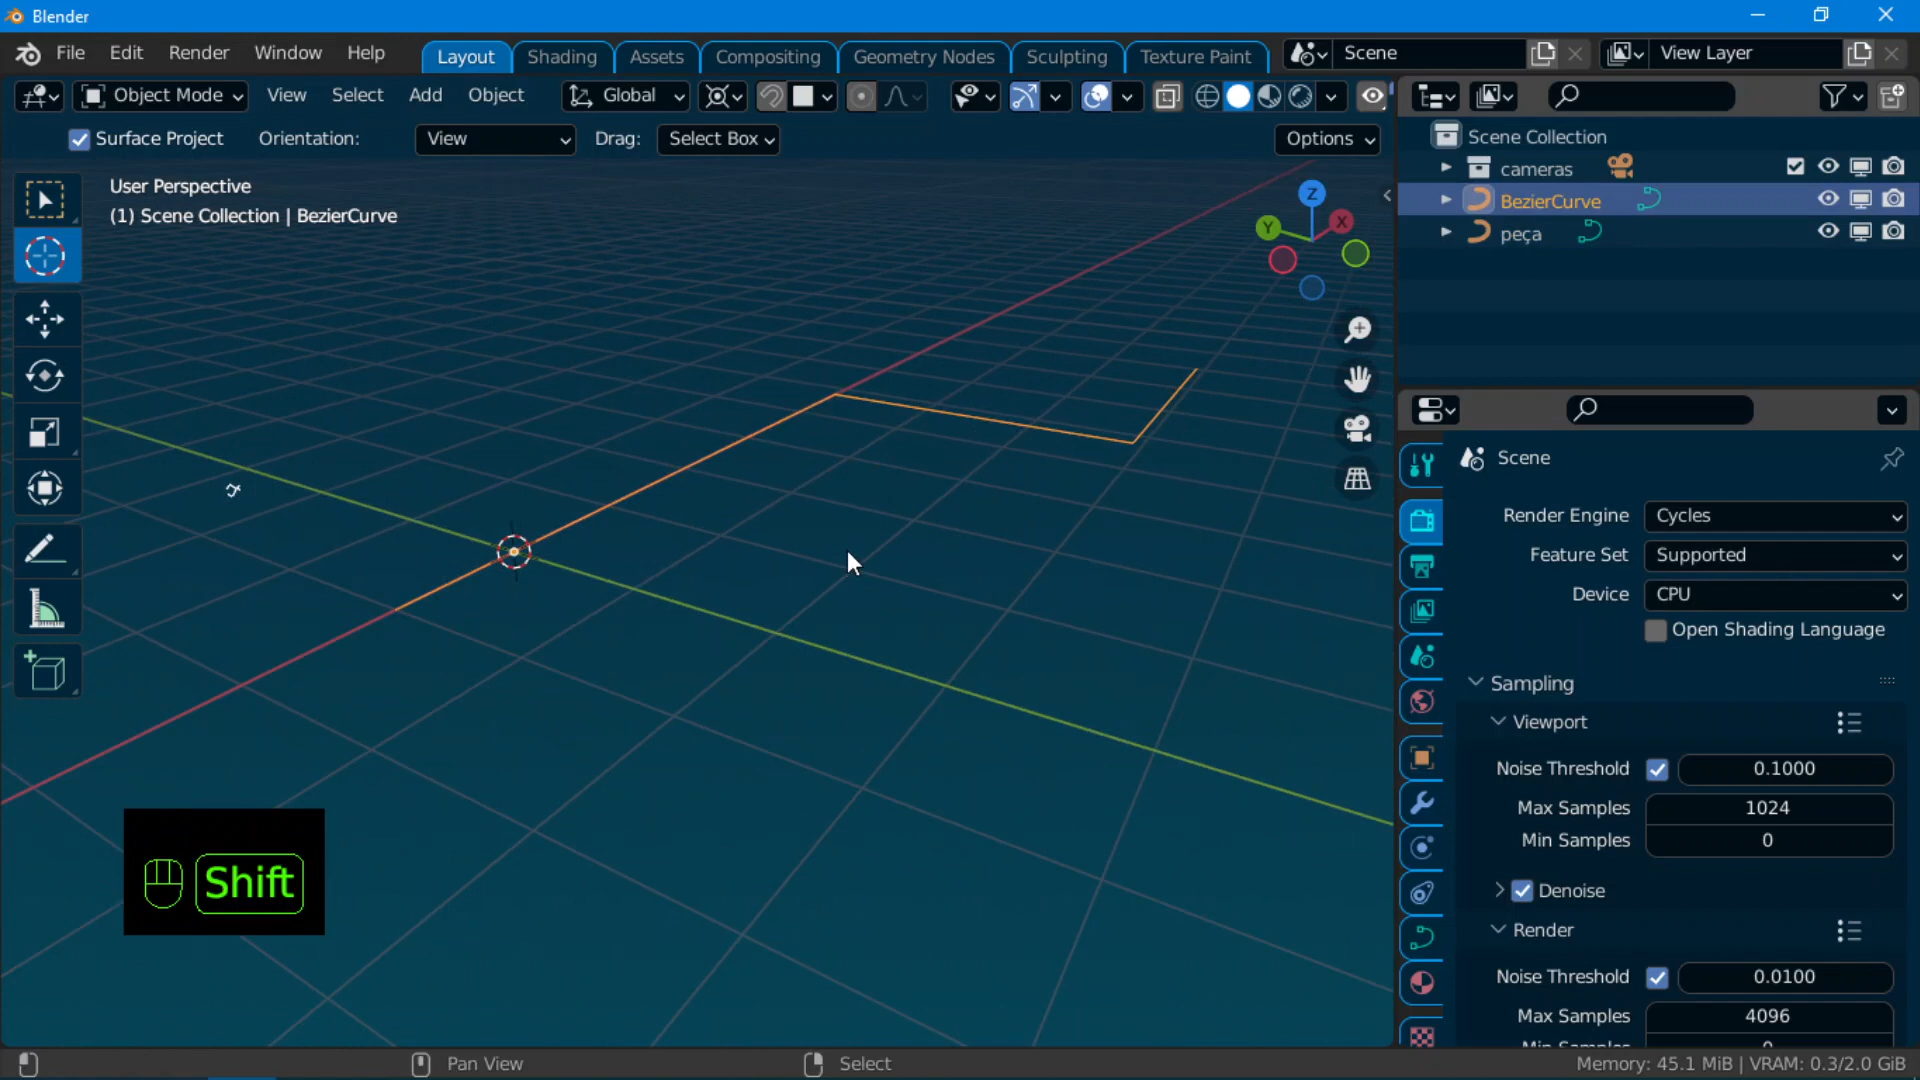 Blender
File Edit Render Window Help Layout Shading Assets Compositing Geometry Nodes Sculpting Texture Paint Scene View Layer
Object Mode View Select Add Object Global
Surface Project Orientation: View Drag: Select Box Options
User Perspective
(1) Scene Collection | BezierCurve
Z
Y
X
Shift
Scene Collection
cameras
BezierCurve
peça
Scene
Render Engine Cycles
Feature Set Supported
Device CPU
Open Shading Language
Sampling
Viewport
Noise Threshold 0.1000
Max Samples 1024
Min Samples 0
Denoise
Render
Noise Threshold 0.0100
Max Samples 4096
Pan View Select Memory: 45.1 MiB | VRAM: 0.3/2.0 GiB